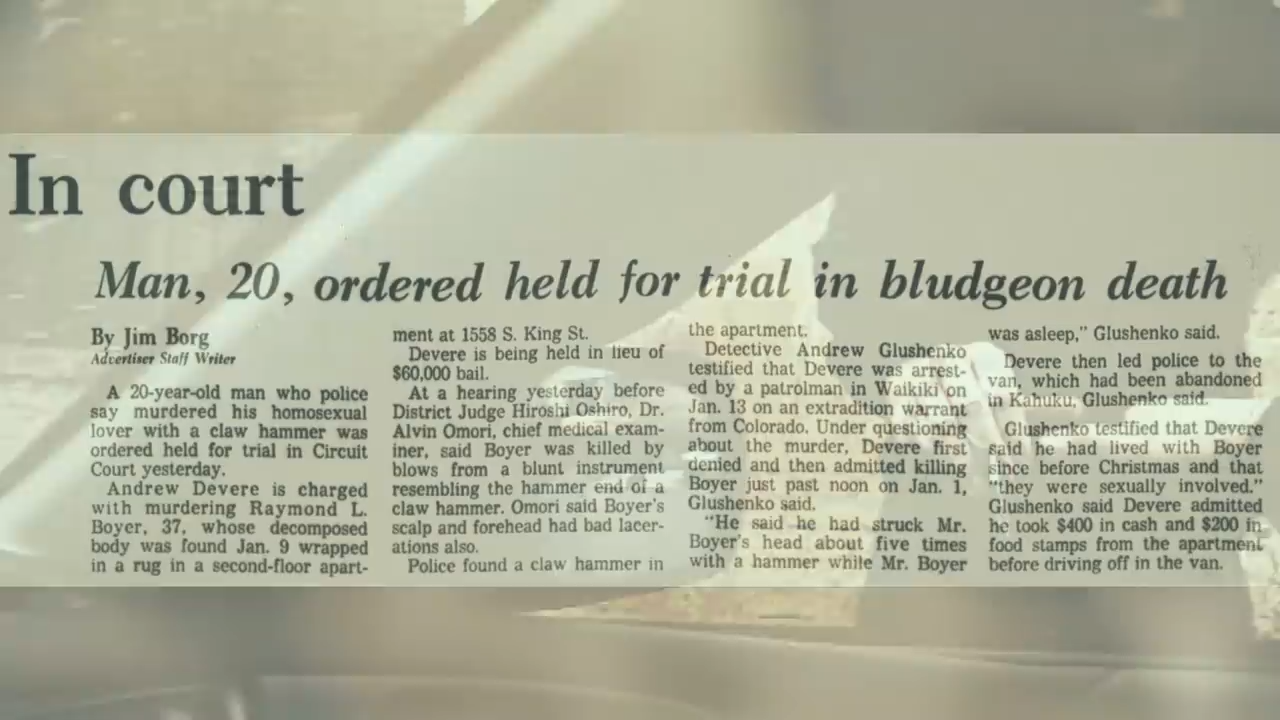 In court
Man, 20, ordered held for trial in bludgeon death
By Jim Borg
Advertiser Staff Writer
A 20-year-old man who police
say murdered his homosexual
lover with a claw hammer was
ordered held for trial in Circuit
Court yesterday.
Andrew Devere is charged
with murdering Raymond L.
Boyer, 37, whose decomposed
body was found Jan. 9 wrapped
in a rug in a second-floor apart-
ment at 1558 S. King St.
Devere is being held in lieu of
$60,000 bail.
At a hearing yesterday before
District Judge Hiroshi Oshiro, Dr.
Alvin Omori, chief medical exam-
iner, said Boyer was killed by
blows from a blunt instrument
resembling the hammer end of a
claw hammer. Omori said Boyer's
scalp and forehead had bad lacer-
ations also.
Police found a claw hammer in
the apartment.
Detective Andrew Glushenko
testified that Devere was arrest-
ed by a patrolman in Waikiki on
Jan. 13 on an extradition warrant
from Colorado. Under questioning
about the murder, Devere first
denied and then admitted killing
Boyer just past noon on Jan. 1,
Glushenko said.
"He said he had struck Mr.
Boyer's head about five times
with a hammer while Mr. Boyer
was asleep," Glushenko said.
Devere then led police to the
van, which had been abandoned
in Kahuku, Glushenko said.
Glushenko testified that Devere
said he had lived with Boyer
since before Christmas and that
"they were sexually involved."
Glushenko said Devere admitted
he took $400 in cash and $200 in
food stamps from the apartment
before driving off in the van.